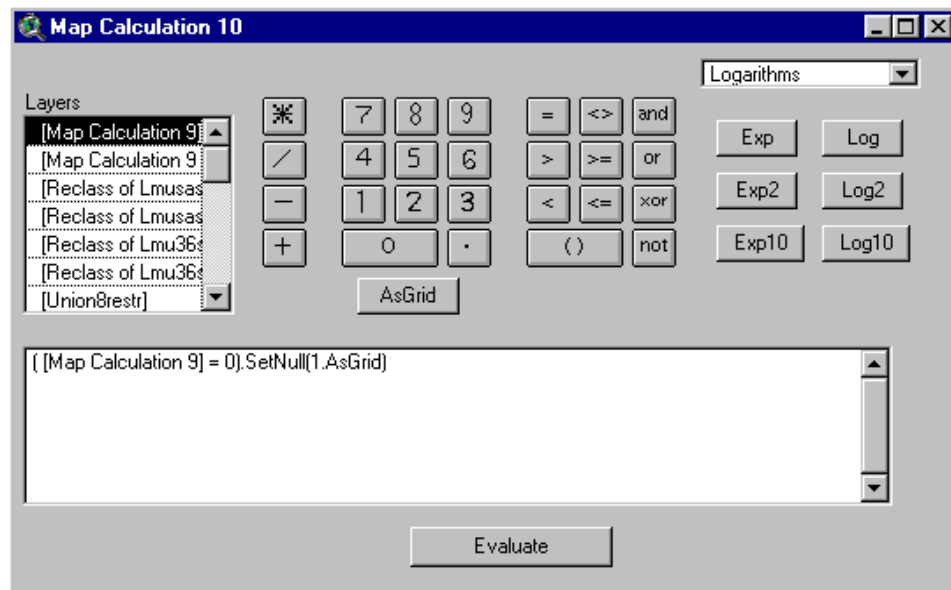 Map Calculation 10
Logarithms
Layers
[Map Calculation 9]
[Map Calculation 9
[Reclass of Lmusas
[Reclass of Lmusas
[Reclass of Lmu36s
[Reclass of Lmu36s
[Union8restr]
* 7 8 9 = <> and
/ 4 5 6 > >= or
- 1 2 3 < <= xor
+ 0 . ( ) not
AsGrid
Exp Log
Exp2 Log2
Exp10 Log10
( [Map Calculation 9] = 0).SetNull(1.AsGrid)
Evaluate